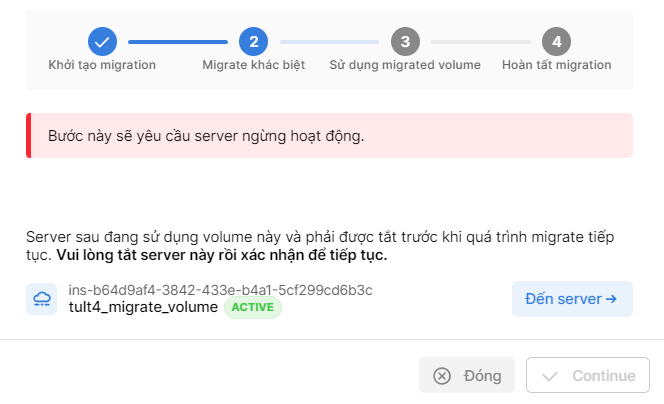 2 3 4
Khởi tạo migration Migrate khác biệt Sử dụng migrated volume Hoàn tất migration
Bước này sẽ yêu cầu server ngừng hoạt động.
Server sau đang sử dụng volume này và phải được tắt trước khi quá trình migrate tiếp
tục. Vui lòng tắt server này rồi xác nhận để tiếp tục.
ins-b64d9af4-3842-433e-b4a1-5cf299cd6b3c
tult4_migrate_volume ACTIVE
Đến server →
Đóng Continue